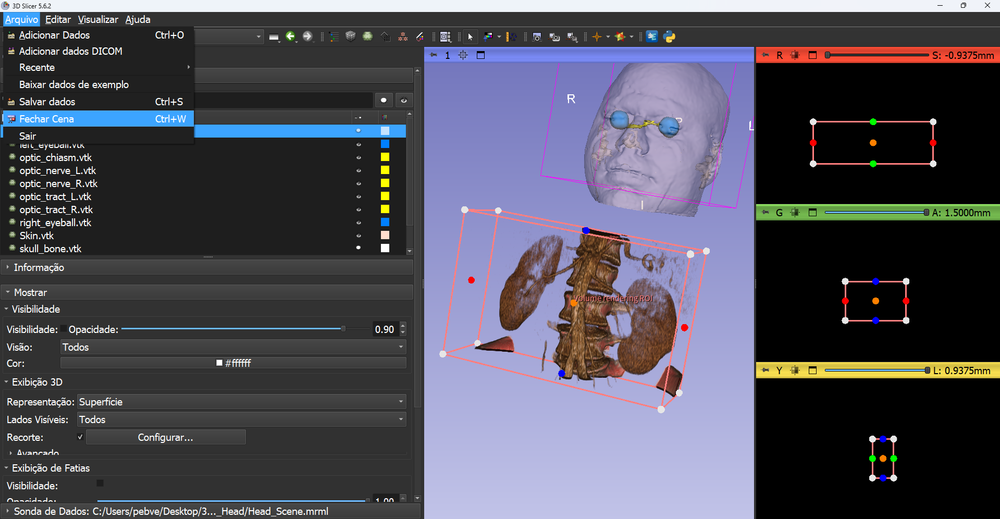 3D Slicer 5.6.2
Arquivo Editar Visualizar Ajuda
Adicionar Dados Ctrl+O
Adicionar dados DICOM
Recente
Baixar dados de exemplo
Salvar dados Ctrl+S
Fechar Cena Ctrl+W
Sair
left_eyeball.vtk
optic_chiasm.vtk
optic_nerve_L.vtk
optic_nerve_R.vtk
optic_tract_L.vtk
optic_tract_R.vtk
right_eyeball.vtk
Skin.vtk
skull_bone.vtk
Informação
Mostrar
Visibilidade
Visibilidade: Opacidade: 0.90
Visão: Todos
Cor: #ffffff
Exibição 3D
Representação: Superfície
Lados Visíveis: Todos
Recorte: Configurar...
Avançado
Exibição de Fatias
Visibilidade:
Opacidade: 1.00
Sonda de Dados: C:/Users/pebve/Desktop/3..._Head/Head_Scene.mrml
1
R
P
L
I
Volume rendering ROI
R S: -0.9375mm
G A: 1.5000mm
Y L: 0.9375mm